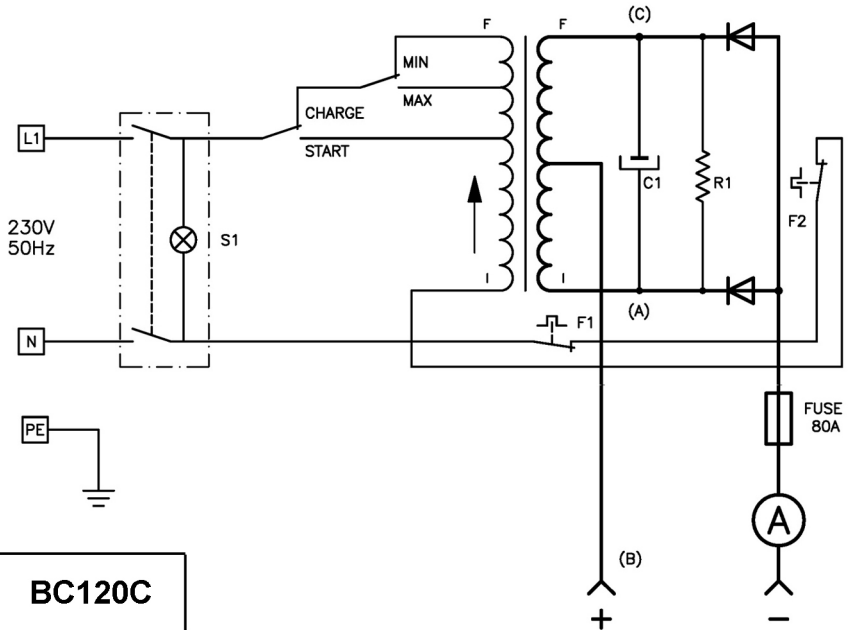 F
F
(C)
MIN
MAX
CHARGE
START
L1
C1
R1
F2
230V
50Hz
S1
I
I
(A)
N
F1
PE
FUSE
80A
A
(B)
BC120C
+
−